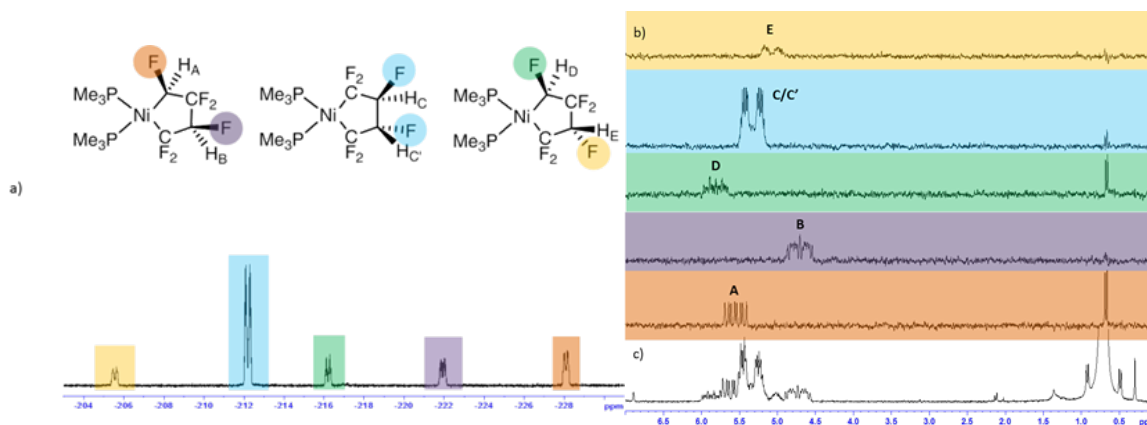 F
H_A
Me₃P
Ni
CF₂
Me₃P
F
C
F₂
H_B
F₂
C
F
Me₃P
Ni
H_C
F
Me₃P
C
F₂
H_C'
F
H_D
Me₃P
Ni
CF₂
H_E
Me₃P
C
F₂
F
a)
-204 -206 -208 -210 -212 -214 -216 -218 -220 -222 -224 -226 -228 ppm
b)
E
C/C'
D
B
A
c)
6.5 6.0 5.5 5.0 4.5 4.0 3.5 3.0 2.5 2.0 1.5 1.0 0.5 pp